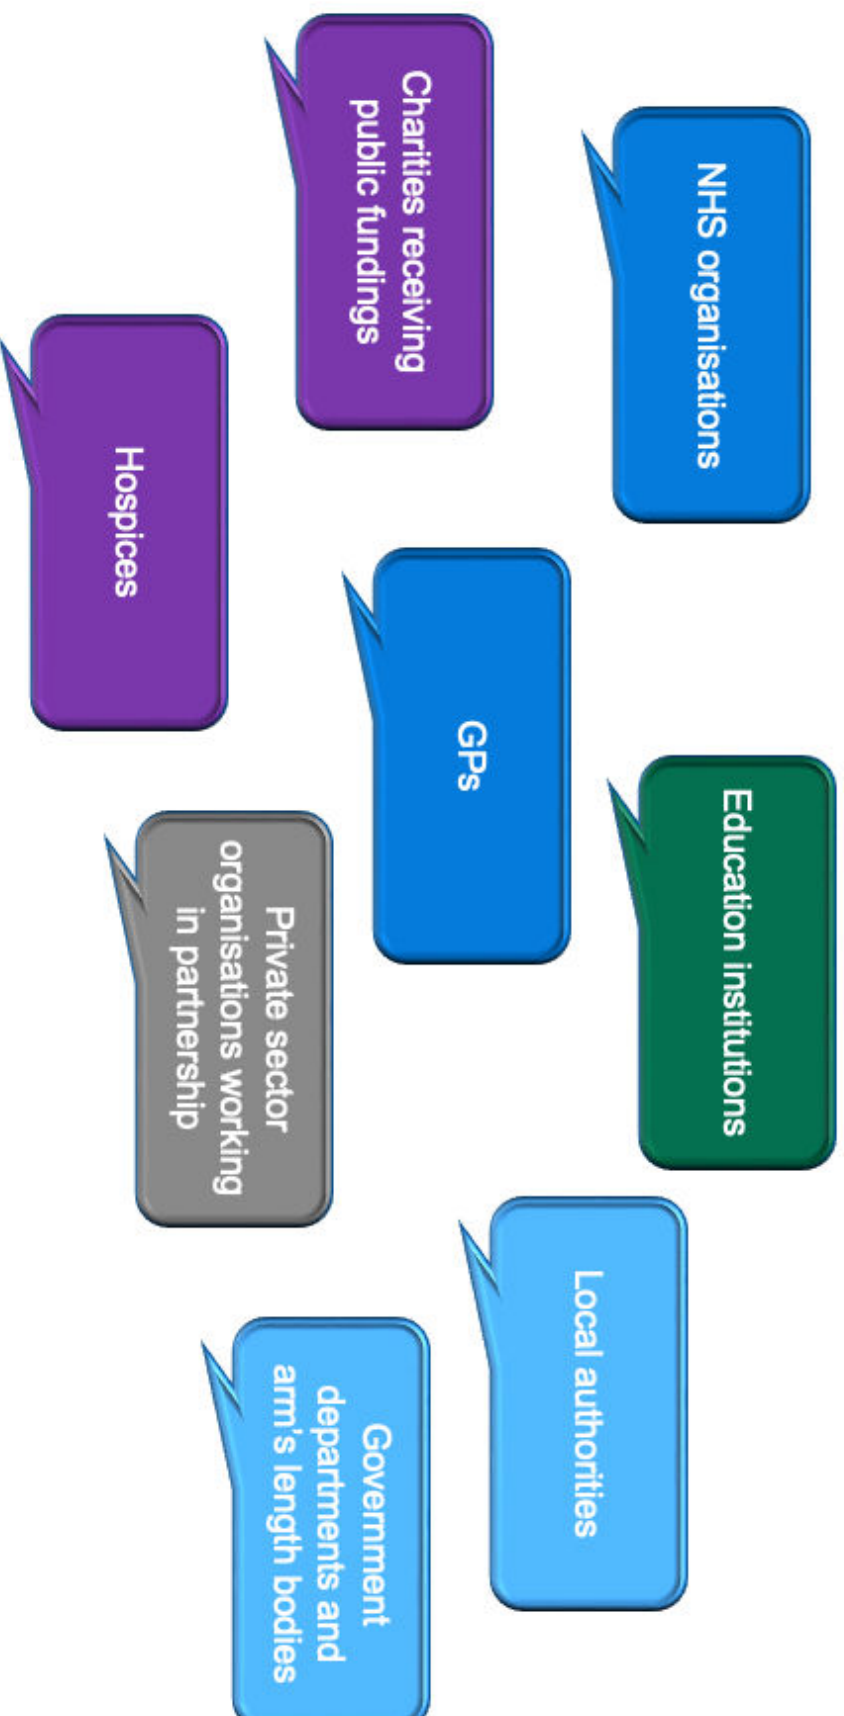 NHS organisations
Education institutions
Local authorities
Charities receiving
public fundings
GPs
Government
departments and
arm's length bodies
Private sector
organisations working
in partnership
Hospices